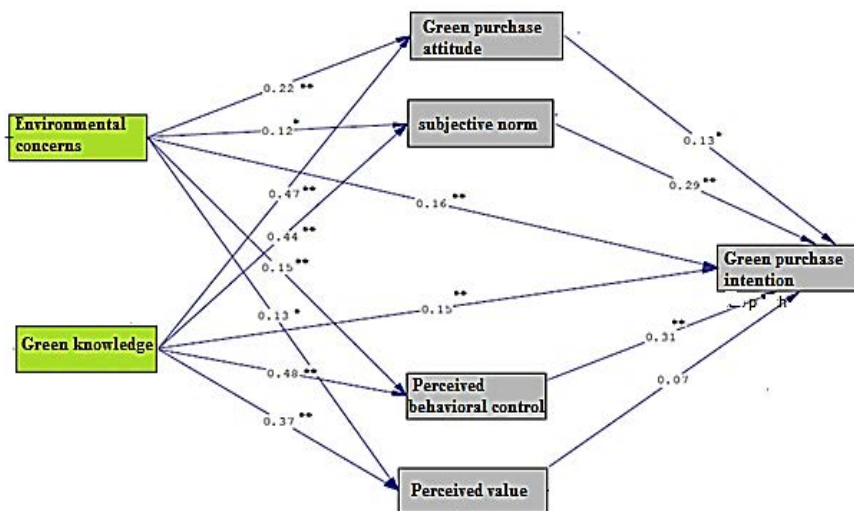 Green purchase
attitude
0.22 **
Environmental
concerns
0.12 *
subjective norm
0.13 *
0.47 **
0.29 **
0.16 **
0.44 **
0.15 **
Green purchase
intention
0.15 **
0.13 *
Green knowledge
0.31 **
0.48 **
Perceived
behavioral control
0.07
0.37 **
Perceived value